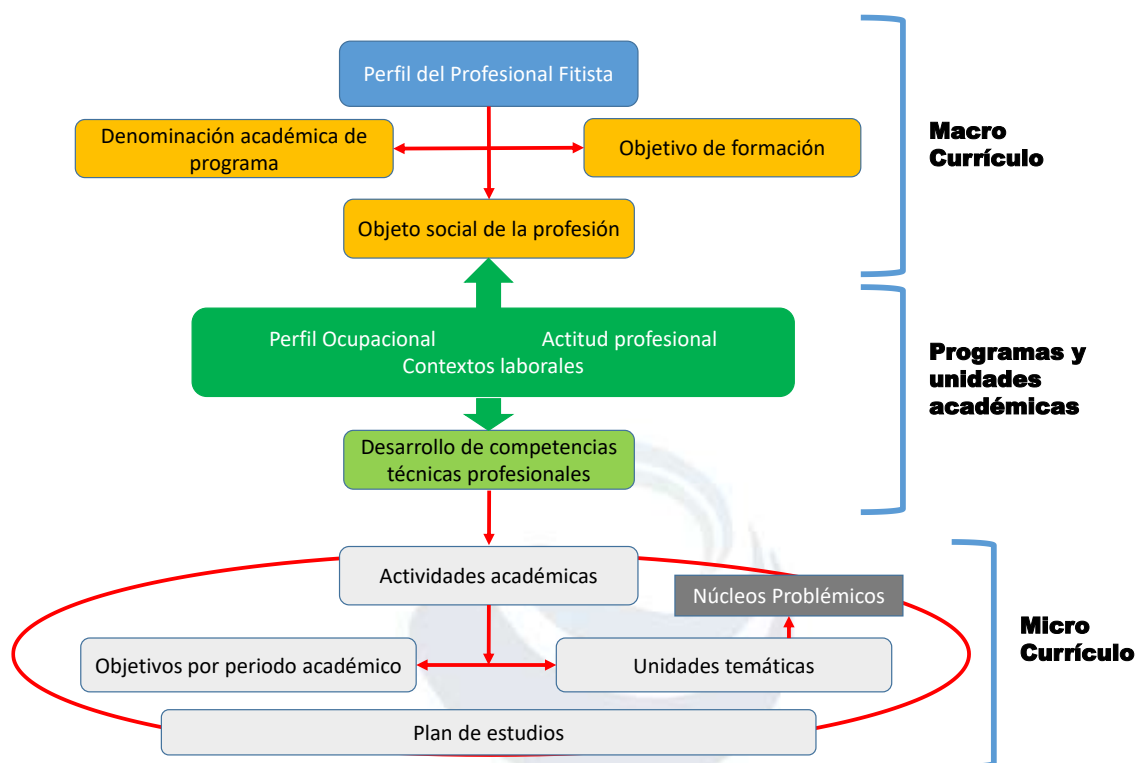 Perfil del Profesional Fitista
Denominación académica de
programa
Objetivo de formación
Objeto social de la profesión
Macro
Currículo
Perfil Ocupacional Actitud profesional
Contextos laborales
Desarrollo de competencias
técnicas profesionales
Programas y
unidades
académicas
Actividades académicas
Núcleos Problémicos
Objetivos por periodo académico
Unidades temáticas
Plan de estudios
Micro
Currículo